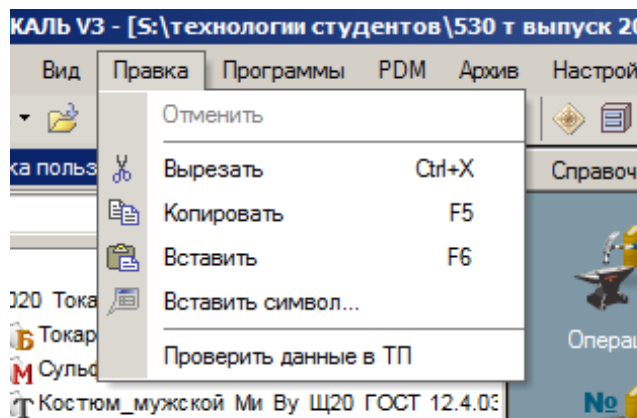 КАЛЬ V3 - [S:\технологии студентов\530 т выпуск 20
Вид Правка Программы PDM Архив Настрой
Отменить
ка польз Вырезать Ctrl+X Справоч
Копировать F5
Вставить F6
020 Тока Вставить символ...
Токар Операц
Проверить данные в ТП
Сульф
Костюм_мужской Ми Ву Щ20 ГОСТ 12.4.03 №